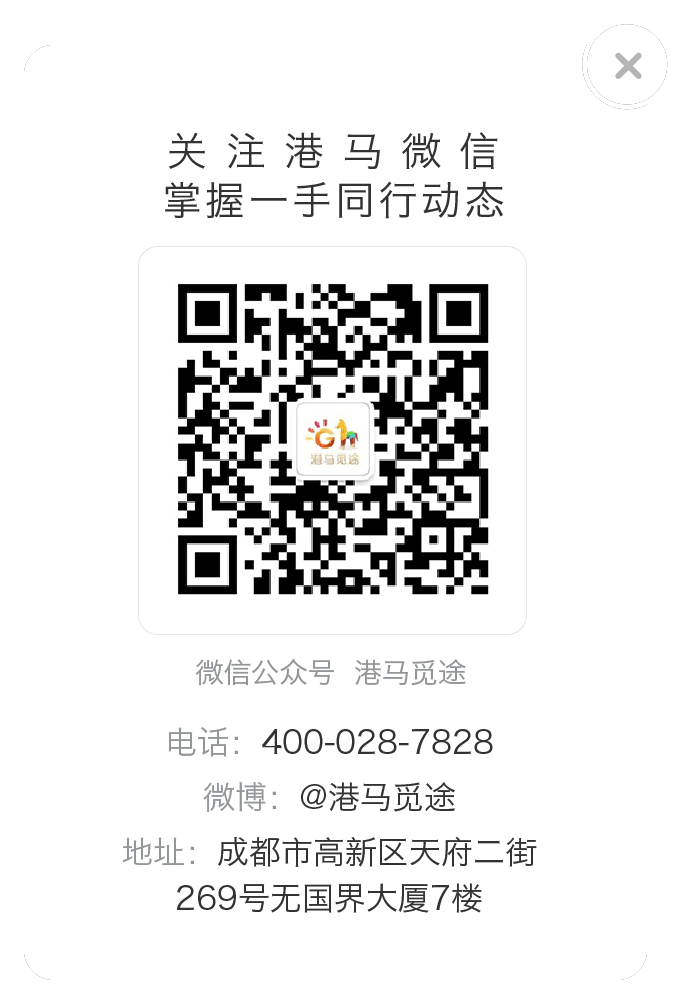 关注港马微信
掌握一手同行动态
港马觅途
微信公众号 港马觅途
电话：400-028-7828
微博：@港马觅途
地址：成都市高新区天府二街
269号无国界大厦7楼